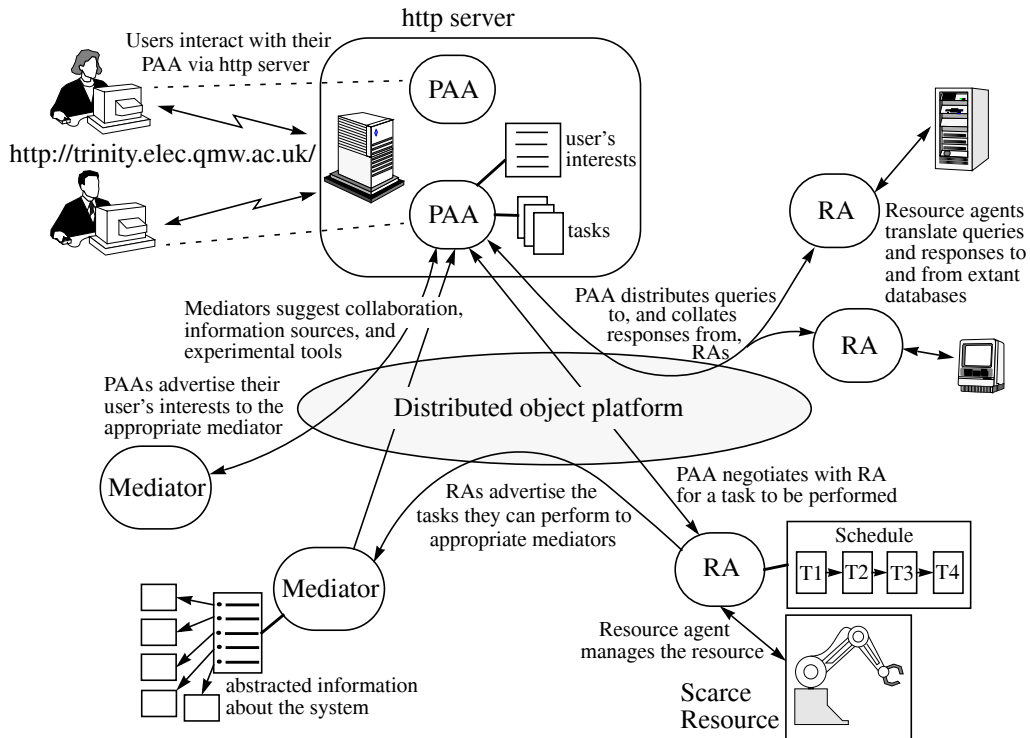 http server
Users interact with their
PAA via http server
PAA
user's
interests
http://trinity.elec.qmw.ac.uk/
PAA
tasks
RA
Resource agents
translate queries
and responses to
and from extant
databases
Mediators suggest collaboration,
information sources, and
experimental tools
PAA distributes queries
to, and collates
responses from,
RAs
RA
PAAs advertise their
user's interests to the
appropriate mediator
Distributed object platform
Mediator
RAs advertise the
tasks they can perform to
appropriate mediators
PAA negotiates with RA
for a task to be performed
Mediator
RA
Schedule
T1 T2 T3 T4
Resource agent
manages the resource
abstracted information
about the system
Scarce
Resource